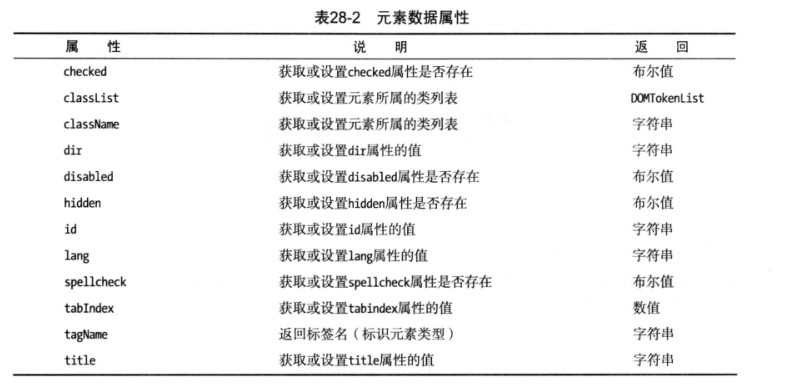 表28-2 元素数据属性
属 性 说 明 返 回
checked 获取或设置checked属性是否存在 布尔值
classList 获取或设置元素所属的类列表 DOMTokenList
className 获取或设置元素所属的类列表 字符串
dir 获取或设置dir属性的值 字符串
disabled 获取或设置disabled属性是否存在 布尔值
hidden 获取或设置hidden属性是否存在 布尔值
id 获取或设置id属性的值 字符串
lang 获取或设置lang属性的值 字符串
spellcheck 获取或设置spellcheck属性是否存在 布尔值
tabIndex 获取或设置tabindex属性的值 数值
tagName 返回标签名（标识元素类型） 字符串
title 获取或设置title属性的值 字符串